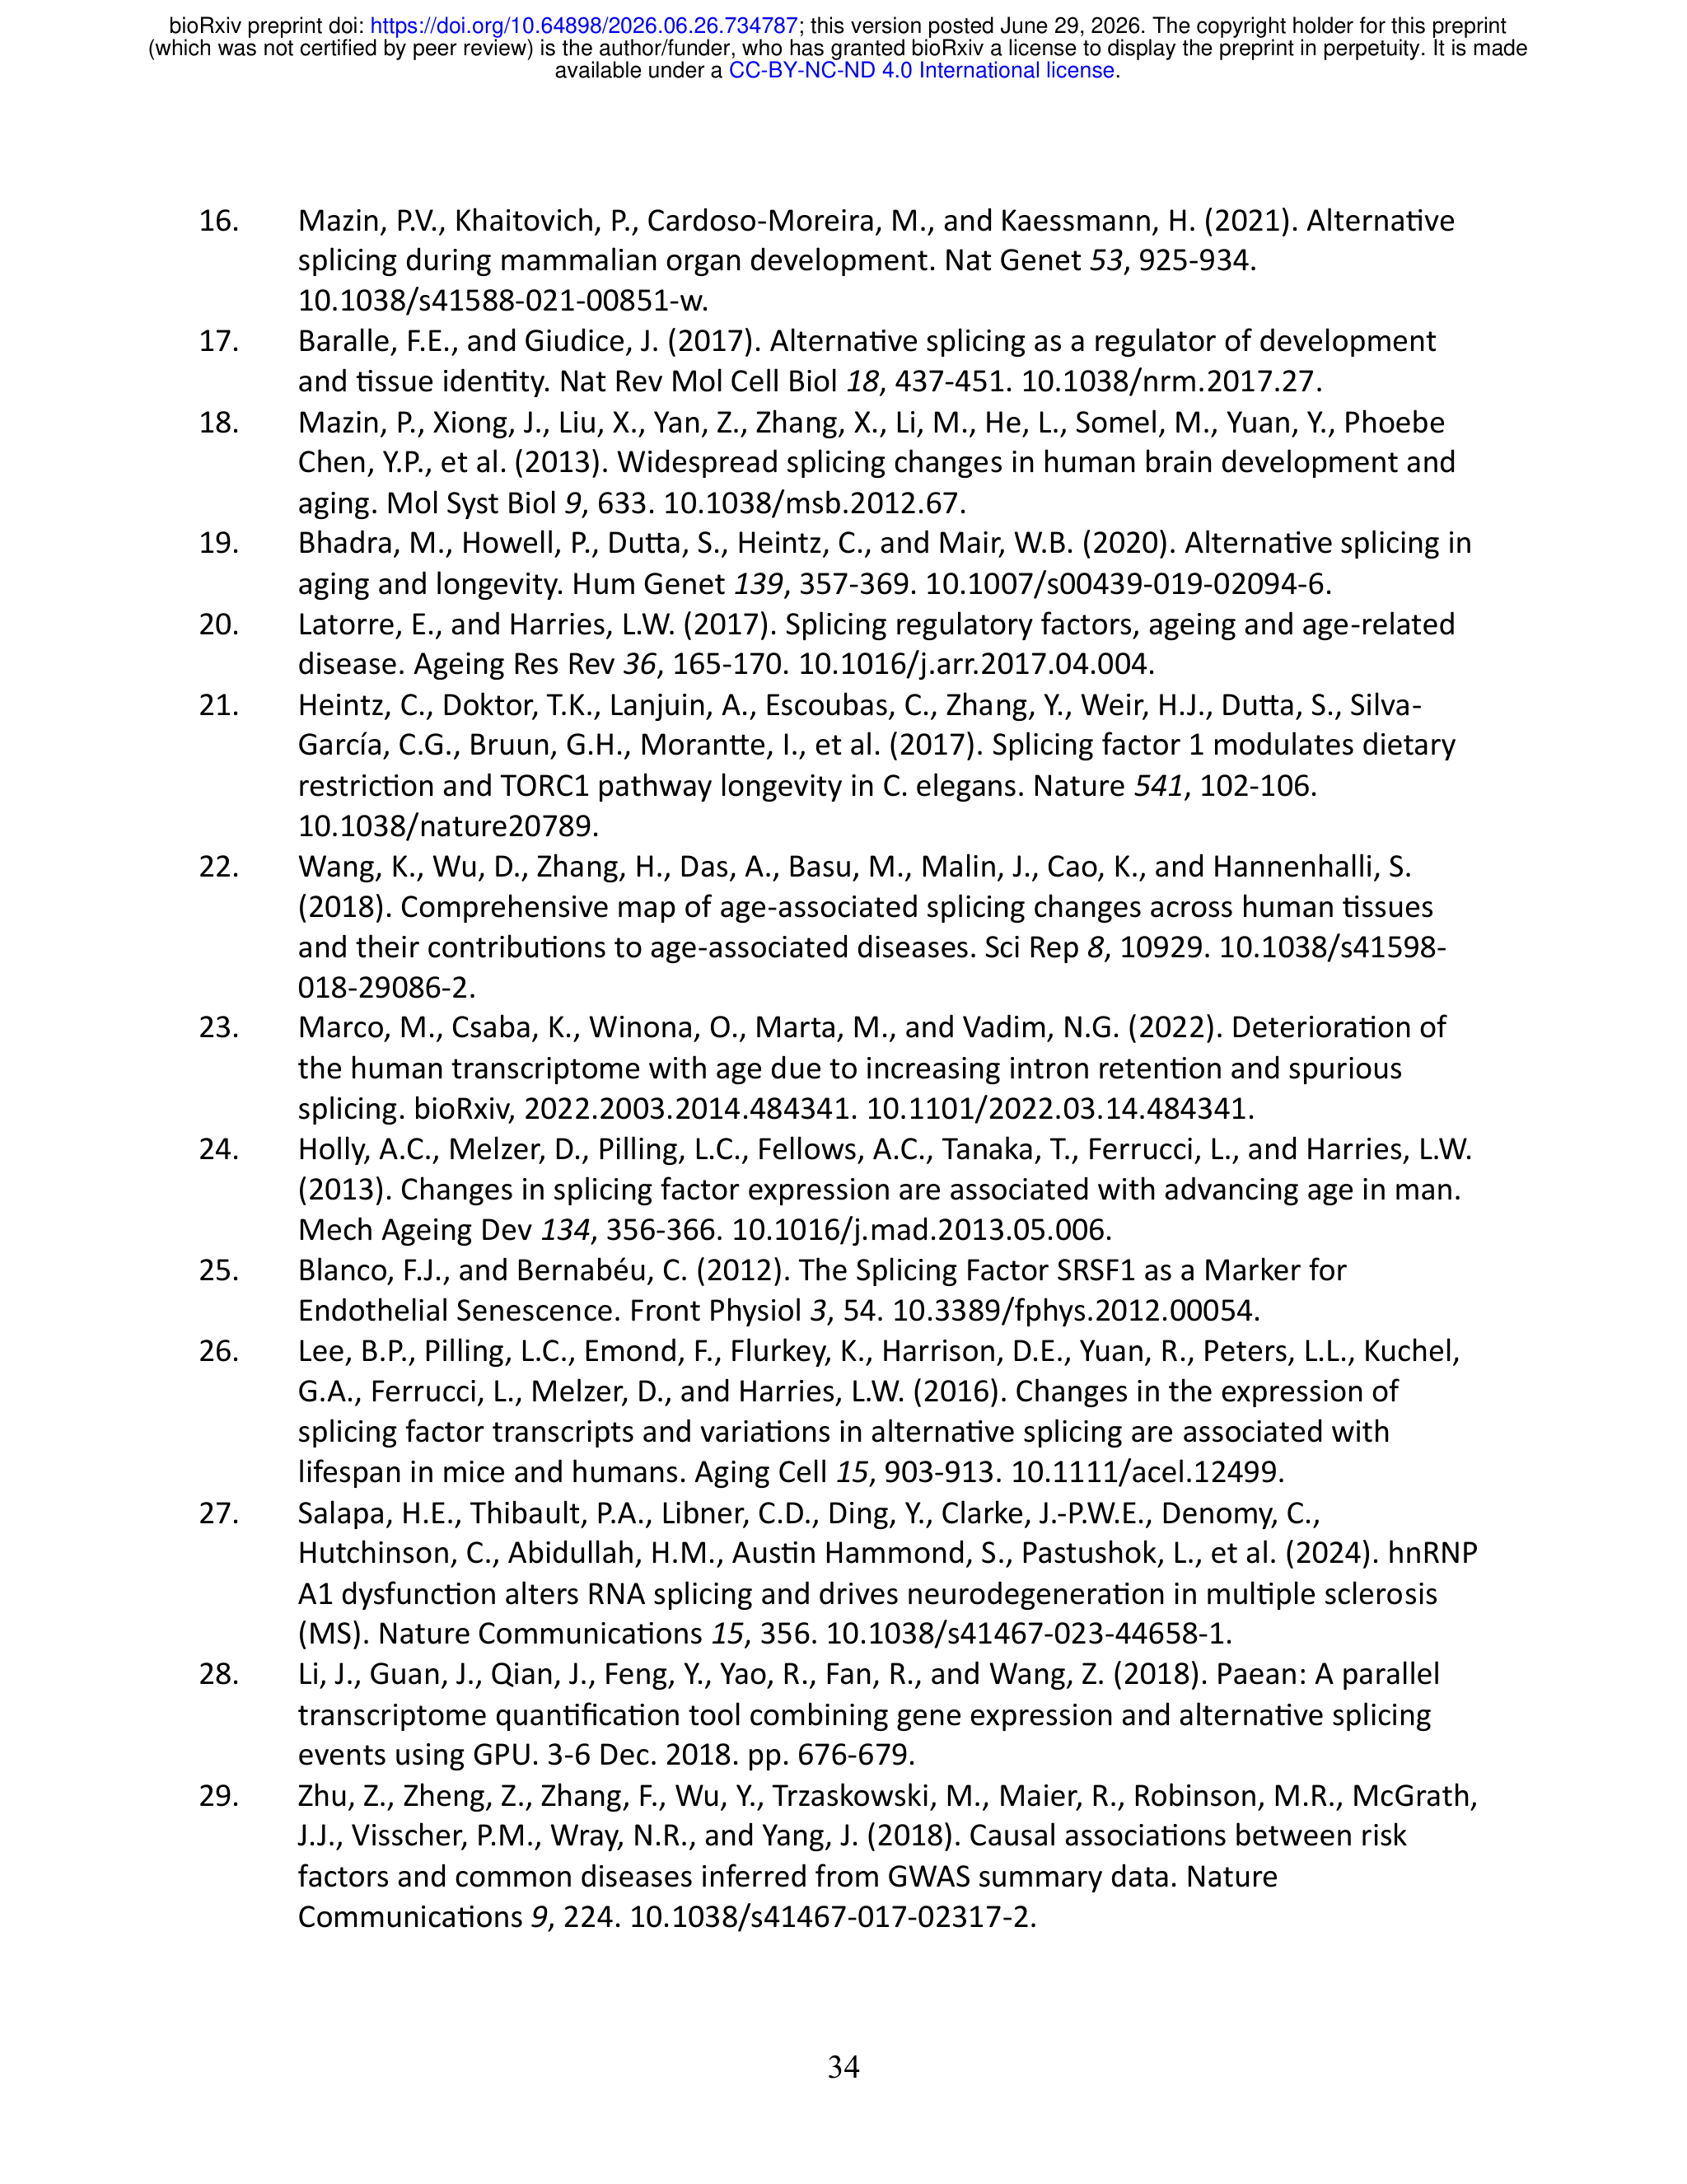 bioRxiv preprint doi: https://doi.org/10.64898/2026.06.26.734787; this version posted June 29, 2026. The copyright holder for this preprint
(which was not certified by peer review) is the author/funder, who has granted bioRxiv a license to display the preprint in perpetuity. It is made
available under a CC-BY-NC-ND 4.0 International license.
16. Mazin, P.V., Khaitovich, P., Cardoso-Moreira, M., and Kaessmann, H. (2021). Alternative
splicing during mammalian organ development. Nat Genet 53, 925-934.
10.1038/s41588-021-00851-w.
17. Baralle, F.E., and Giudice, J. (2017). Alternative splicing as a regulator of development
and tissue identity. Nat Rev Mol Cell Biol 18, 437-451. 10.1038/nrm.2017.27.
18. Mazin, P., Xiong, J., Liu, X., Yan, Z., Zhang, X., Li, M., He, L., Somel, M., Yuan, Y., Phoebe
Chen, Y.P., et al. (2013). Widespread splicing changes in human brain development and
aging. Mol Syst Biol 9, 633. 10.1038/msb.2012.67.
19. Bhadra, M., Howell, P., Dutta, S., Heintz, C., and Mair, W.B. (2020). Alternative splicing in
aging and longevity. Hum Genet 139, 357-369. 10.1007/s00439-019-02094-6.
20. Latorre, E., and Harries, L.W. (2017). Splicing regulatory factors, ageing and age-related
disease. Ageing Res Rev 36, 165-170. 10.1016/j.arr.2017.04.004.
21. Heintz, C., Doktor, T.K., Lanjuin, A., Escoubas, C., Zhang, Y., Weir, H.J., Dutta, S., Silva-
García, C.G., Bruun, G.H., Morantte, I., et al. (2017). Splicing factor 1 modulates dietary
restriction and TORC1 pathway longevity in C. elegans. Nature 541, 102-106.
10.1038/nature20789.
22. Wang, K., Wu, D., Zhang, H., Das, A., Basu, M., Malin, J., Cao, K., and Hannenhalli, S.
(2018). Comprehensive map of age-associated splicing changes across human tissues
and their contributions to age-associated diseases. Sci Rep 8, 10929. 10.1038/s41598-
018-29086-2.
23. Marco, M., Csaba, K., Winona, O., Marta, M., and Vadim, N.G. (2022). Deterioration of
the human transcriptome with age due to increasing intron retention and spurious
splicing. bioRxiv, 2022.2003.2014.484341. 10.1101/2022.03.14.484341.
24. Holly, A.C., Melzer, D., Pilling, L.C., Fellows, A.C., Tanaka, T., Ferrucci, L., and Harries, L.W.
(2013). Changes in splicing factor expression are associated with advancing age in man.
Mech Ageing Dev 134, 356-366. 10.1016/j.mad.2013.05.006.
25. Blanco, F.J., and Bernabéu, C. (2012). The Splicing Factor SRSF1 as a Marker for
Endothelial Senescence. Front Physiol 3, 54. 10.3389/fphys.2012.00054.
26. Lee, B.P., Pilling, L.C., Emond, F., Flurkey, K., Harrison, D.E., Yuan, R., Peters, L.L., Kuchel,
G.A., Ferrucci, L., Melzer, D., and Harries, L.W. (2016). Changes in the expression of
splicing factor transcripts and variations in alternative splicing are associated with
lifespan in mice and humans. Aging Cell 15, 903-913. 10.1111/acel.12499.
27. Salapa, H.E., Thibault, P.A., Libner, C.D., Ding, Y., Clarke, J.-P.W.E., Denomy, C.,
Hutchinson, C., Abidullah, H.M., Austin Hammond, S., Pastushok, L., et al. (2024). hnRNP
A1 dysfunction alters RNA splicing and drives neurodegeneration in multiple sclerosis
(MS). Nature Communications 15, 356. 10.1038/s41467-023-44658-1.
28. Li, J., Guan, J., Qian, J., Feng, Y., Yao, R., Fan, R., and Wang, Z. (2018). Paean: A parallel
transcriptome quantification tool combining gene expression and alternative splicing
events using GPU. 3-6 Dec. 2018. pp. 676-679.
29. Zhu, Z., Zheng, Z., Zhang, F., Wu, Y., Trzaskowski, M., Maier, R., Robinson, M.R., McGrath,
J.J., Visscher, P.M., Wray, N.R., and Yang, J. (2018). Causal associations between risk
factors and common diseases inferred from GWAS summary data. Nature
Communications 9, 224. 10.1038/s41467-017-02317-2.
34